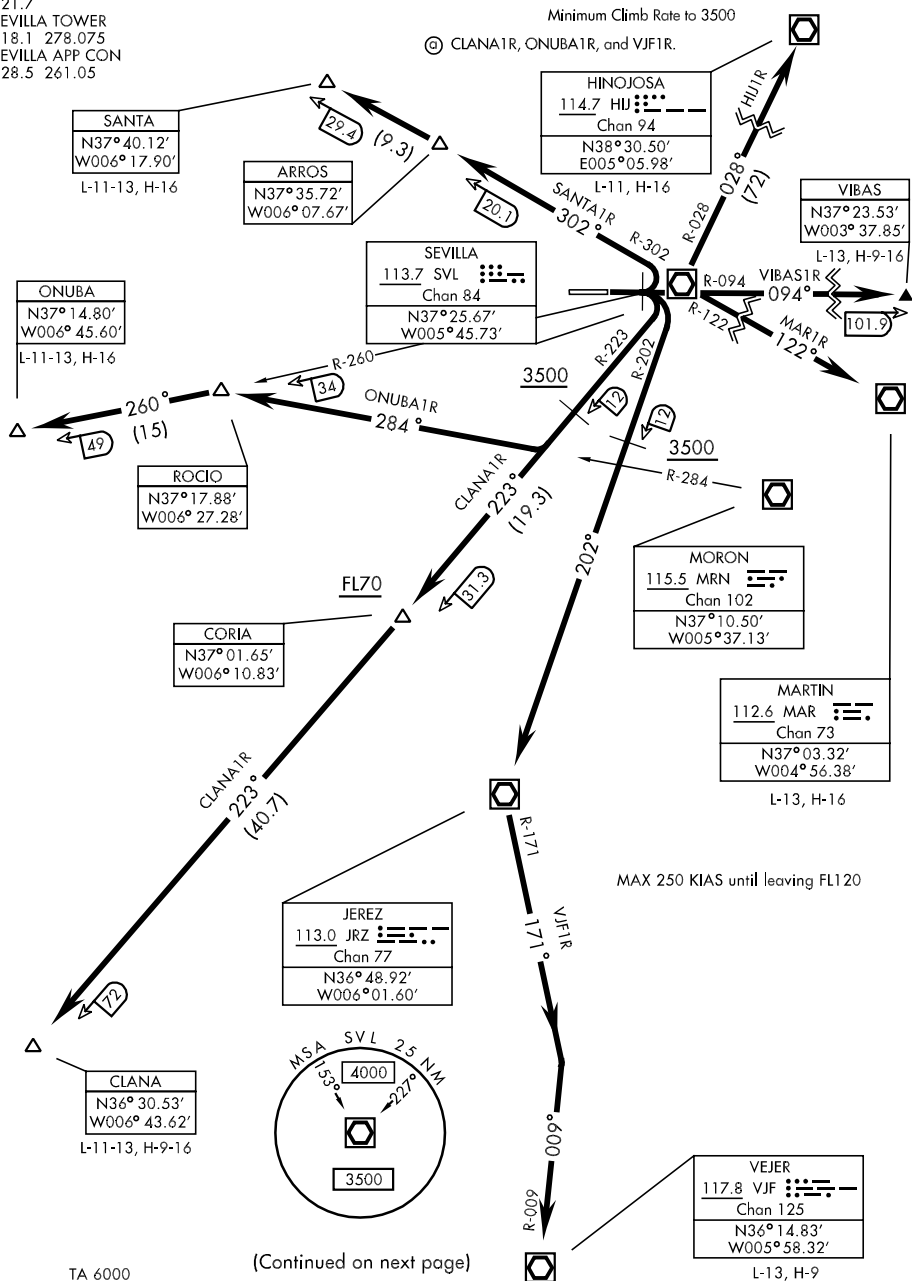 21.7
EVILLA TOWER
18.1 278.075
EVILLA APP CON
28.5 261.05
Minimum Climb Rate to 3500
ⓐ CLANA1R, ONUBA1R, and VJF1R.
HINOJOSA
114.7 HIJ
Chan 94
N38° 30.50'
E005° 05.98'
L-11, H-16
HIJ1R
028°
(72)
R-028
SANTA
N37° 40.12'
W006° 17.90'
L-11-13, H-16
29.4
(9.3)
ARROS
N37° 35.72'
W006° 07.67'
20.1
SANTA1R
302°
R-302
VIBAS
N37° 23.53'
W003° 37.85'
L-13, H-9-16
R-094
VIBAS1R
094°
101.9
R-122
MAR1R
122°
SEVILLA
113.7 SVL
Chan 84
N37° 25.67'
W005° 45.73'
ONUBA
N37° 14.80'
W006° 45.60'
L-11-13, H-16
R-260
34
260°
(15)
49
ONUBA1R
284°
ROCIO
N37° 17.88'
W006° 27.28'
R-223
R-202
3500
12
12
3500
R-284
CLANA1R
223°
(19.3)
202°
MORON
115.5 MRN
Chan 102
N37° 10.50'
W005° 37.13'
FL70
31.3
CORIA
N37° 01.65'
W006° 10.83'
MARTIN
112.6 MAR
Chan 73
N37° 03.32'
W004° 56.38'
L-13, H-16
CLANA1R
223°
(40.7)
R-171
VJF1R
171°
MAX 250 KIAS until leaving FL120
JEREZ
113.0 JRZ
Chan 77
N36° 48.92'
W006° 01.60'
72
CLANA
N36° 30.53'
W006° 43.62'
L-11-13, H-9-16
MSA SVL 25 NM
153°
4000
227°
3500
009°
R-009
VEJER
117.8 VJF
Chan 125
N36° 14.83'
W005° 58.32'
L-13, H-9
(Continued on next page)
TA 6000